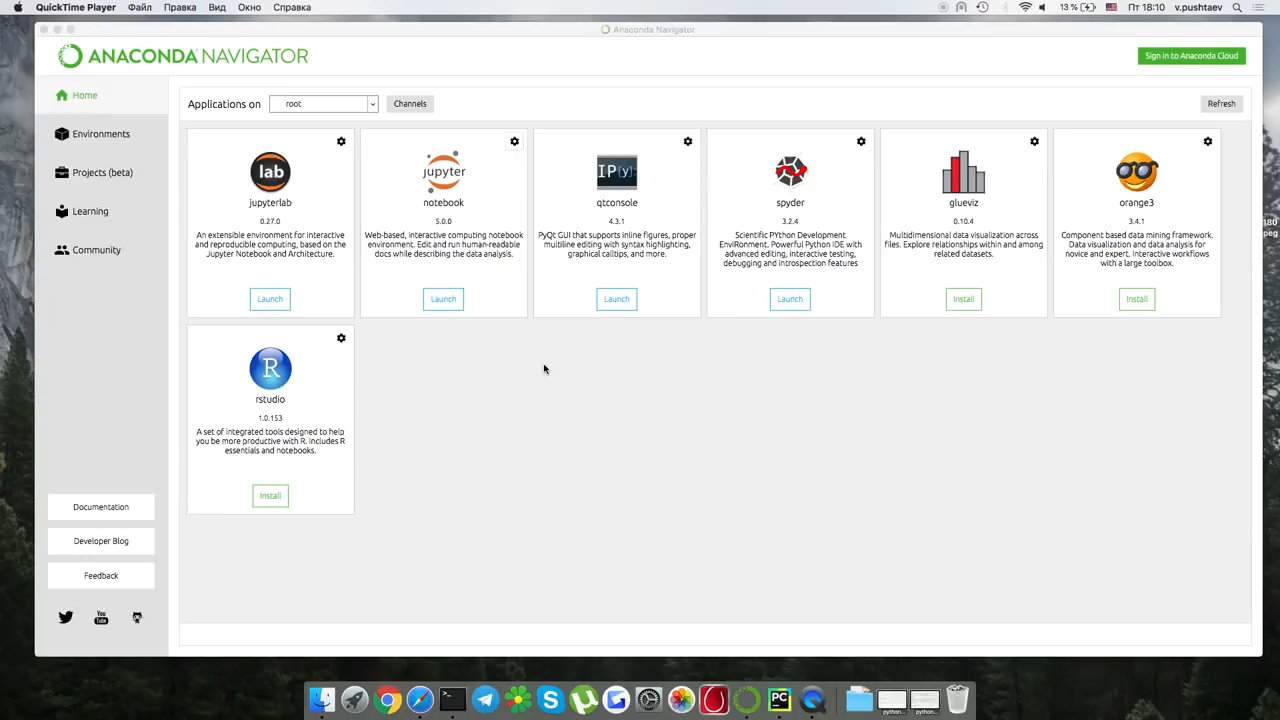 QuickTime Player Файл Правка Вид Окно Справка 13 % Пт 18:10 v.pushtaev
Anaconda Navigator
ANACONDA NAVIGATOR
Sign in to Anaconda Cloud
Home
Environments
Projects (beta)
Learning
Community
Documentation
Developer Blog
Feedback
You
Tube
Applications on root Channels Refresh
lab
jupyterlab
0.27.0
An extensible environment for interactive
and reproducible computing, based on the
Jupyter Notebook and Architecture.
Launch
jupyter
notebook
5.0.0
Web-based, interactive computing notebook
environment. Edit and run human-readable
docs while describing the data analysis.
Launch
IP[y]:
qtconsole
4.3.1
PyQt GUI that supports inline figures, proper
multiline editing with syntax highlighting,
graphical calltips, and more.
Launch
spyder
3.2.4
Scientific PYthon Development
EnviRonment. Powerful Python IDE with
advanced editing, interactive testing,
debugging and introspection features
Launch
glueviz
0.10.4
Multidimensional data visualization across
files. Explore relationships within and among
related datasets.
Install
orange3
3.4.1
Component based data mining framework.
Data visualization and data analysis for
novice and expert. Interactive workflows
with a large toolbox.
Install
R
rstudio
1.0.153
A set of integrated tools designed to help
you be more productive with R. Includes R
essentials and notebooks.
Install
180
peg
>_
S
PC
python...
python...